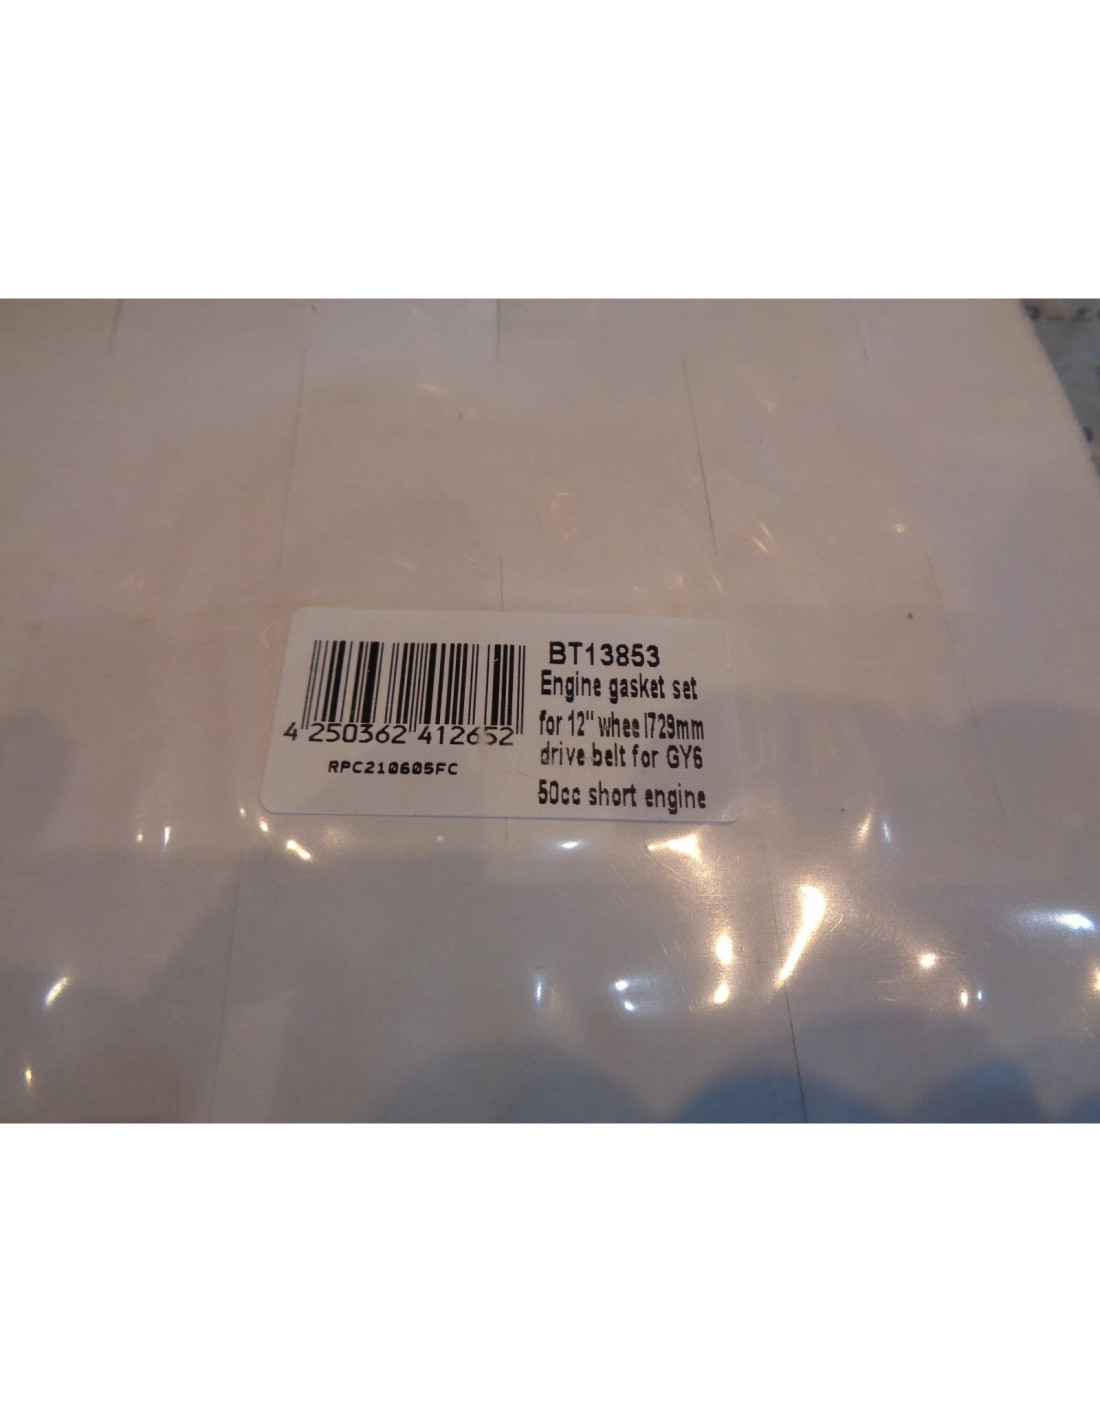 BT13853
Engine gasket set
for 12" whee l729mm
drive belt for GY6
50cc short engine
4 250362 412652
RPC210605FC